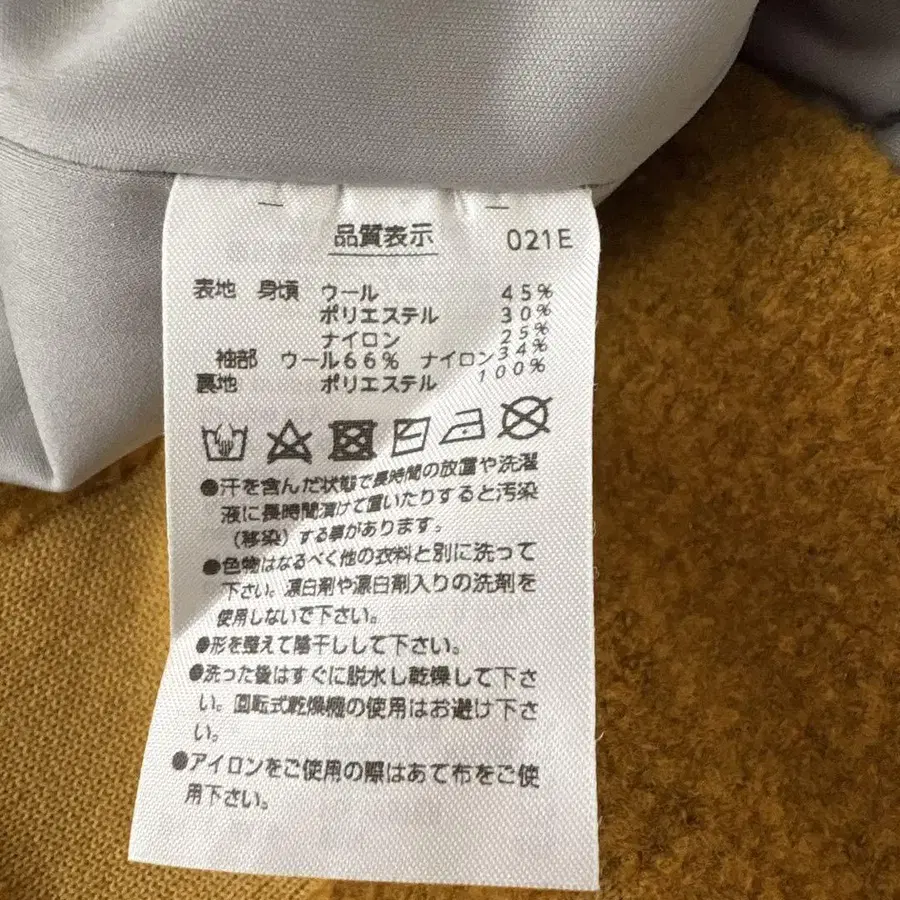 品質表示 021E
表地 身頃 ウール 45%
ポリエステル 30%
ナイロン 25%
袖部 ウール66% ナイロン34%
裏地 ポリエステル 100%
●汗を含んだ状態で長時間の放置や洗濯
液に長時間漬けて置いたりすると汚染
(移染)する事があります。
●色物はなるべく他の衣料と別に洗って
下さい。漂白剤や漂白剤入りの洗剤を
使用しないで下さい。
●形を整えて陰干しして下さい。
●洗った後はすぐに脱水し乾燥して下さ
い。回転式乾燥機の使用はお避け下さ
い。
●アイロンをご使用の際はあて布をご使
用下さい。